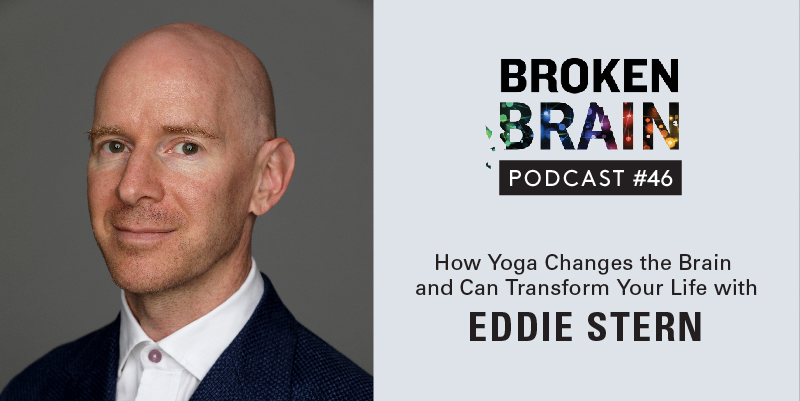 BROKEN
BRAIN
PODCAST #46
How Yoga Changes the Brain
and Can Transform Your Life with
EDDIE STERN